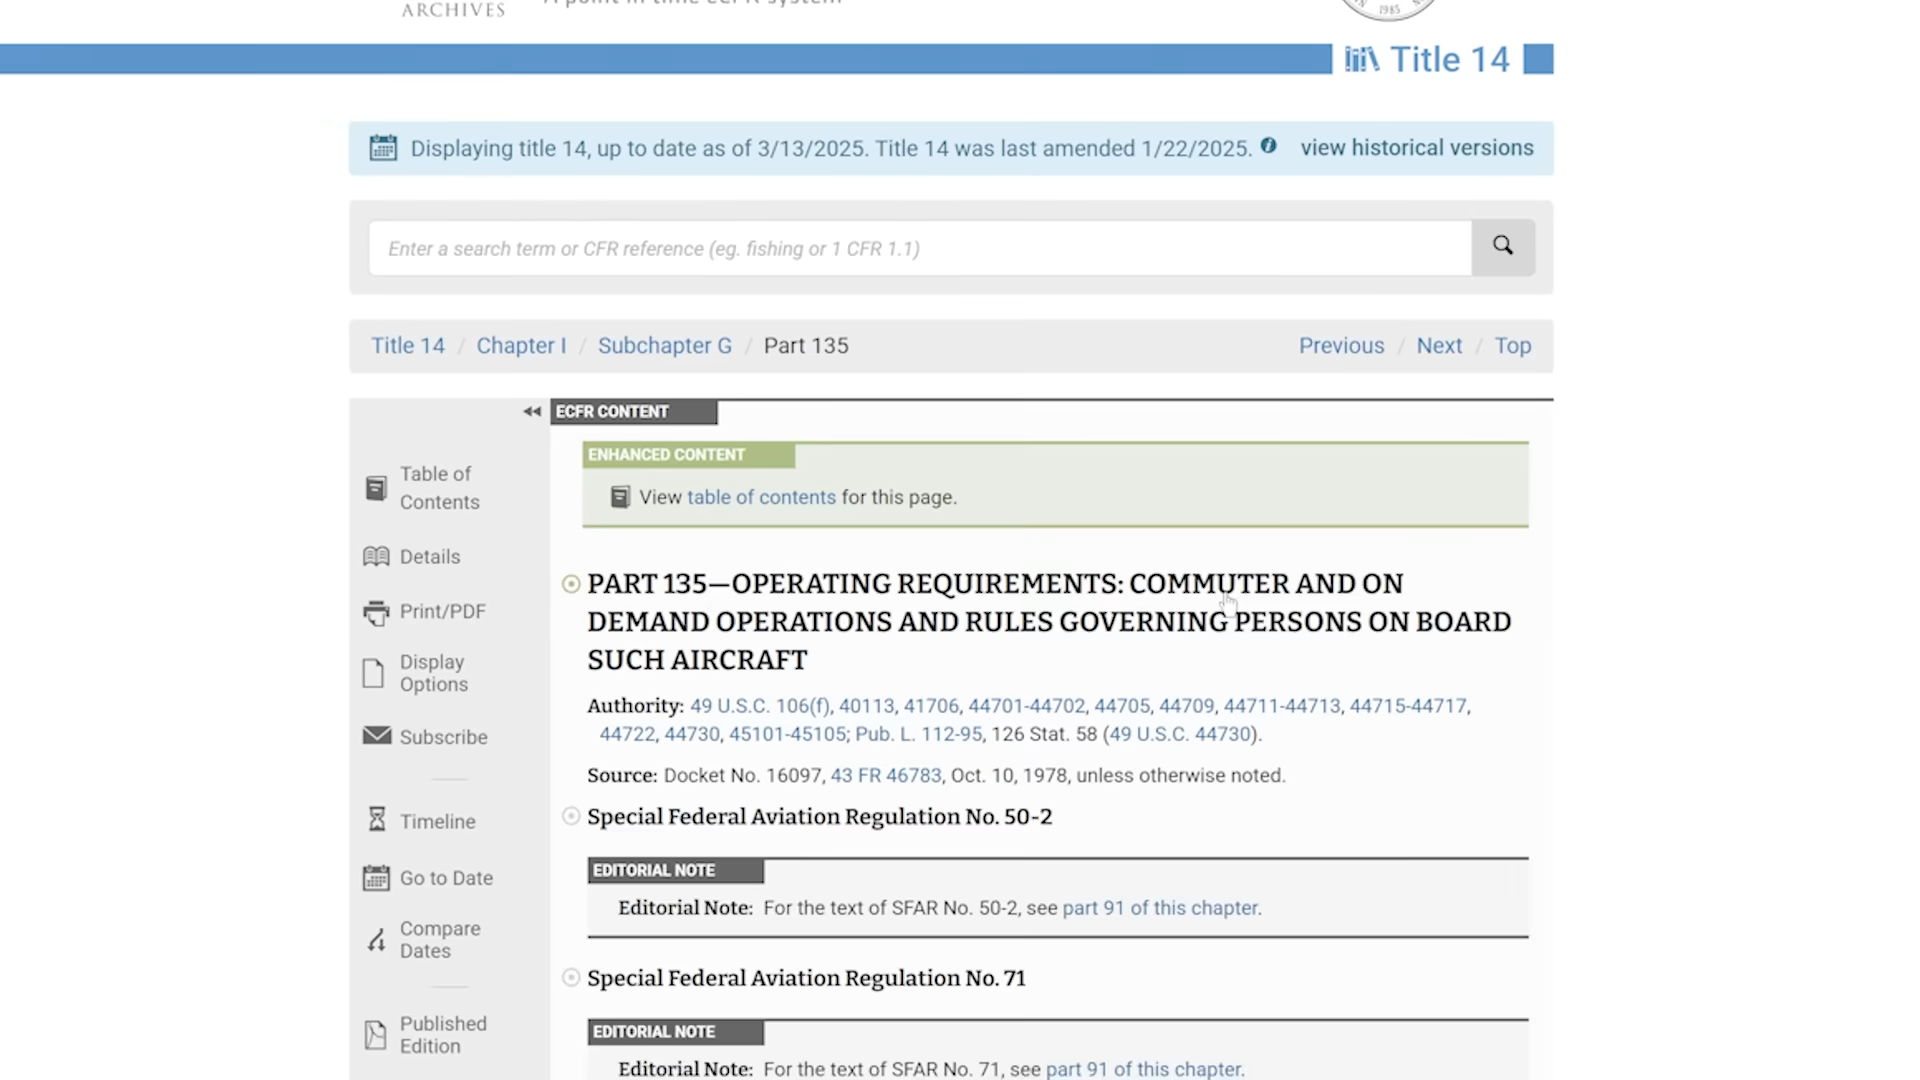 ARCHIVES
A point in time eCFR system
1985
Title 14
Displaying title 14, up to date as of 3/13/2025. Title 14 was last amended 1/22/2025.
view historical versions
Enter a search term or CFR reference (eg. fishing or 1 CFR 1.1)
Title 14 / Chapter I / Subchapter G / Part 135
Previous / Next / Top
ECFR CONTENT
ENHANCED CONTENT
View table of contents for this page.
Table of
Contents
Details
Print/PDF
Display
Options
Subscribe
Timeline
Go to Date
Compare
Dates
Published
Edition
PART 135—OPERATING REQUIREMENTS: COMMUTER AND ON
DEMAND OPERATIONS AND RULES GOVERNING PERSONS ON BOARD
SUCH AIRCRAFT
Authority: 49 U.S.C. 106(f), 40113, 41706, 44701-44702, 44705, 44709, 44711-44713, 44715-44717,
44722, 44730, 45101-45105; Pub. L. 112-95, 126 Stat. 58 (49 U.S.C. 44730).
Source: Docket No. 16097, 43 FR 46783, Oct. 10, 1978, unless otherwise noted.
Special Federal Aviation Regulation No. 50-2
EDITORIAL NOTE
Editorial Note: For the text of SFAR No. 50-2, see part 91 of this chapter.
Special Federal Aviation Regulation No. 71
EDITORIAL NOTE
Editorial Note: For the text of SFAR No. 71, see part 91 of this chapter.